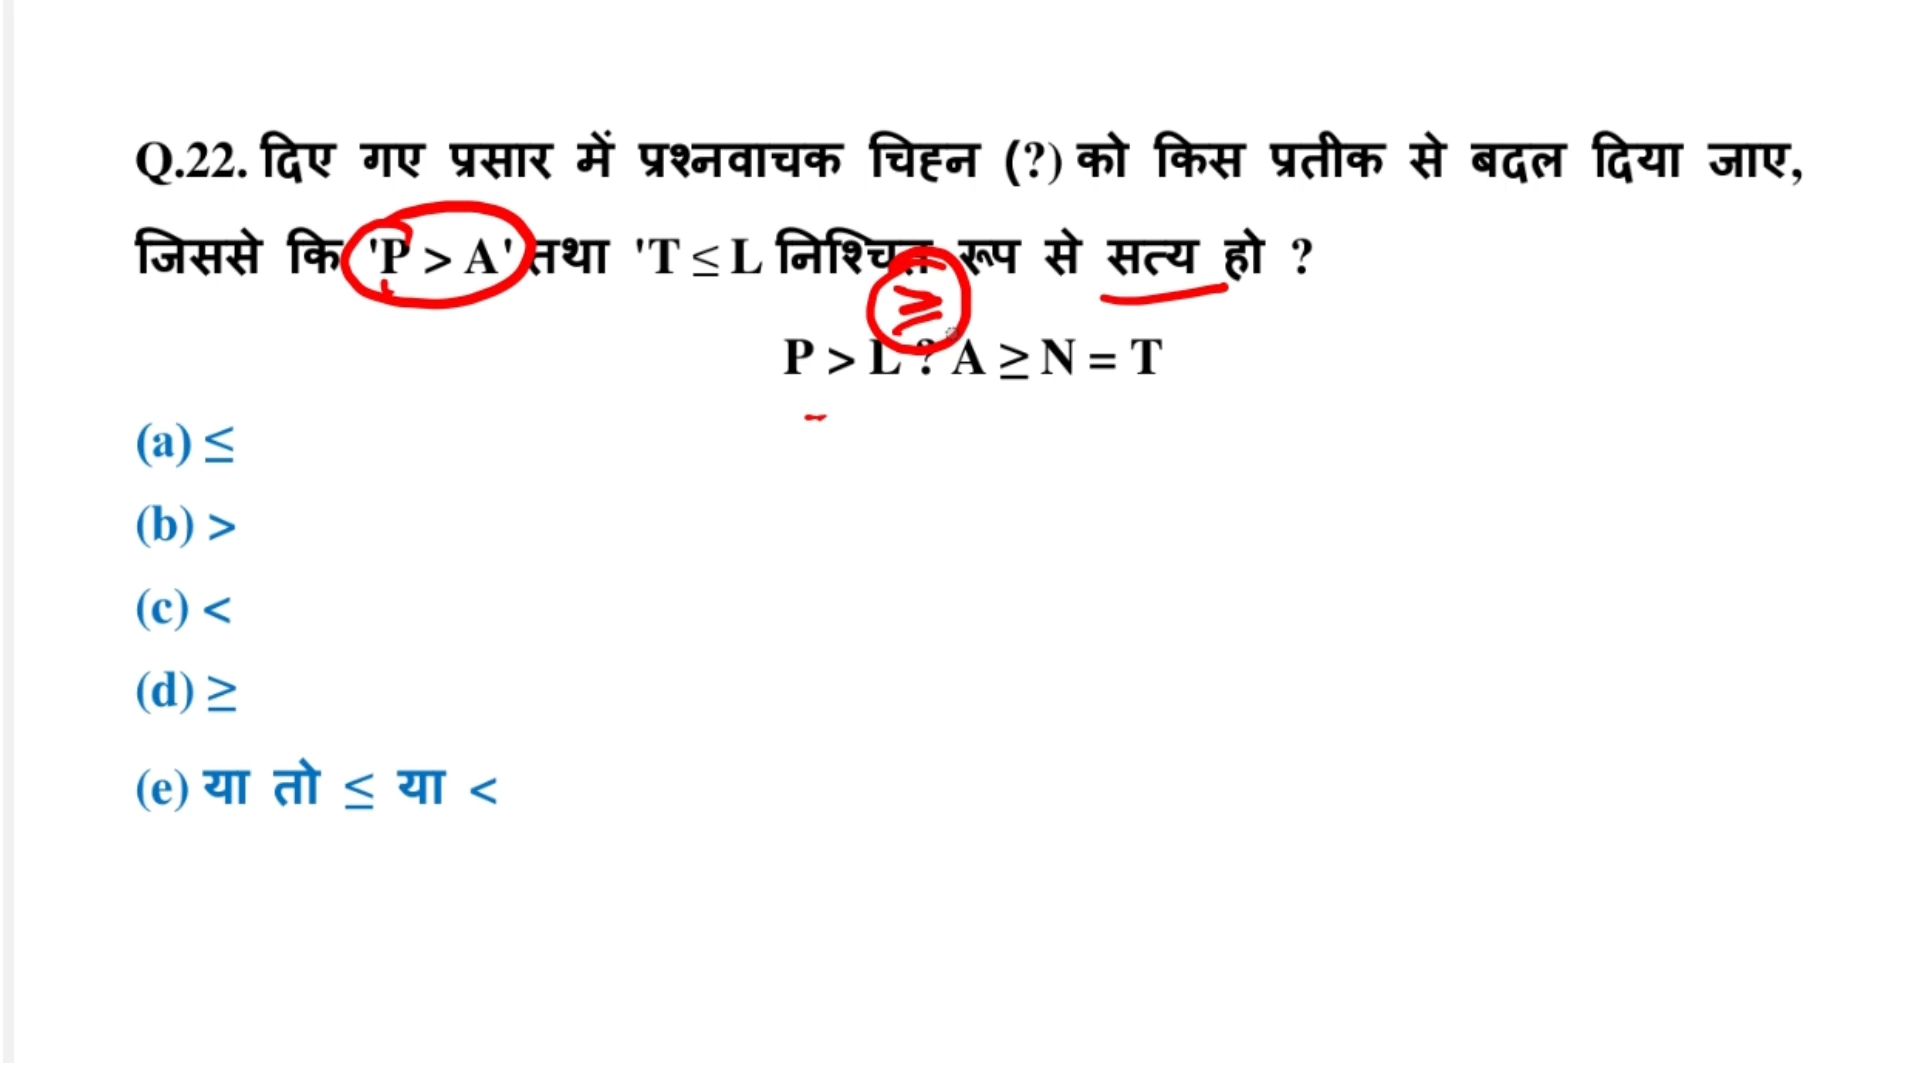 Q.22. दिए गए प्रसार में प्रश्नवाचक चिह्न (?) को किस प्रतीक से बदल दिया जाए,
जिससे कि 'P > A' तथा 'T ≤ L निश्चित रूप से सत्य हो ?
≥
P > L ? A ≥ N = T
(a) ≤
(b) >
(c) <
(d) ≥
(e) या तो ≤ या <